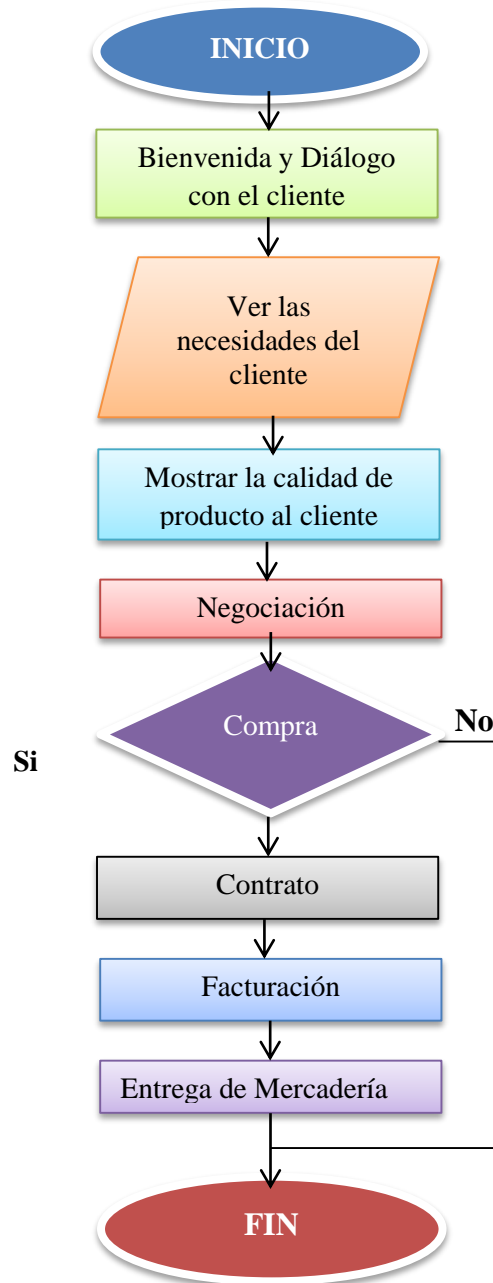 INICIO
Bienvenida y Diálogo
con el cliente
Ver las
necesidades del
cliente
Mostrar la calidad de
producto al cliente
Negociación
Compra
No
Si
Contrato
Facturación
Entrega de Mercadería
FIN